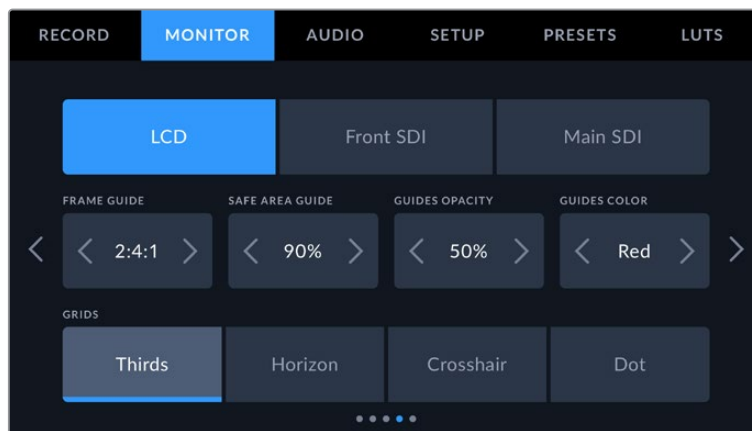 RECORD MONITOR AUDIO SETUP PRESETS LUTS
LCD Front SDI Main SDI
FRAME GUIDE SAFE AREA GUIDE GUIDES OPACITY GUIDES COLOR
2:4:1 90% 50% Red
GRIDS
Thirds Horizon Crosshair Dot